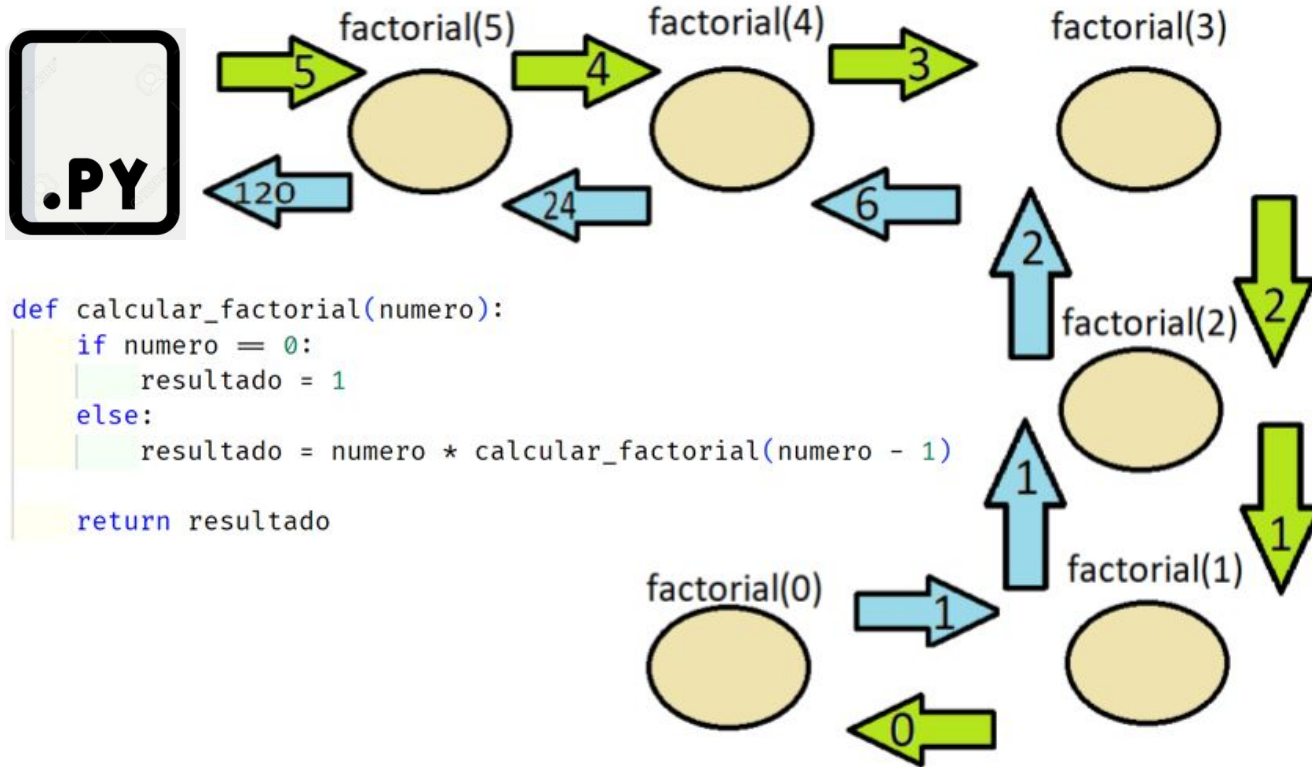 .PY
5
factorial(5)
4
factorial(4)
3
factorial(3)
120
24
6
2
2
factorial(2)
1
1
factorial(1)
factorial(0)
1
0
def calcular_factorial(numero):
if numero == 0:
resultado = 1
else:
resultado = numero * calcular_factorial(numero - 1)
return resultado